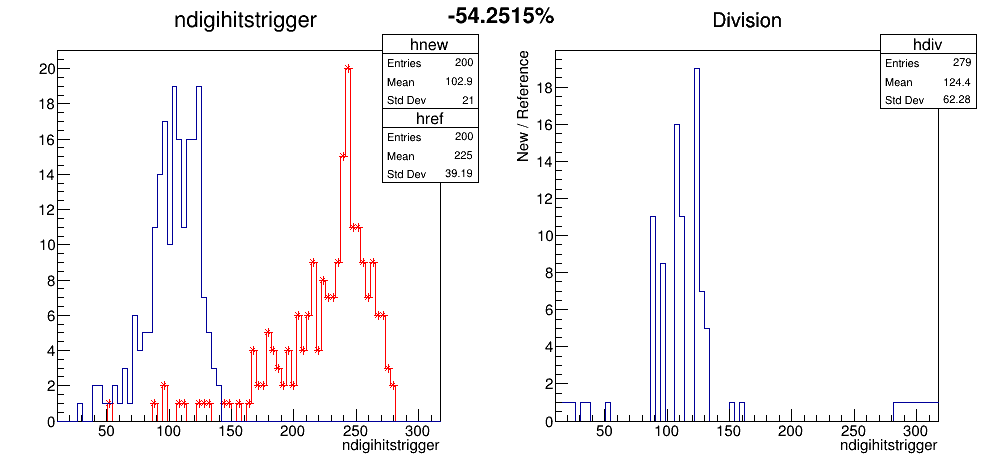 -54.2515%
ndigihitstrigger
hnew
Entries 200
Mean 102.9
Std Dev 21
href
Entries 200
Mean 225
Std Dev 39.19
20
18
16
14
12
10
8
6
4
2
0
50 100 150 200 250 300
ndigihitstrigger
Division
hdiv
Entries 279
Mean 124.4
Std Dev 62.28
New / Reference
18
16
14
12
10
8
6
4
2
0
50 100 150 200 250 300
ndigihitstrigger